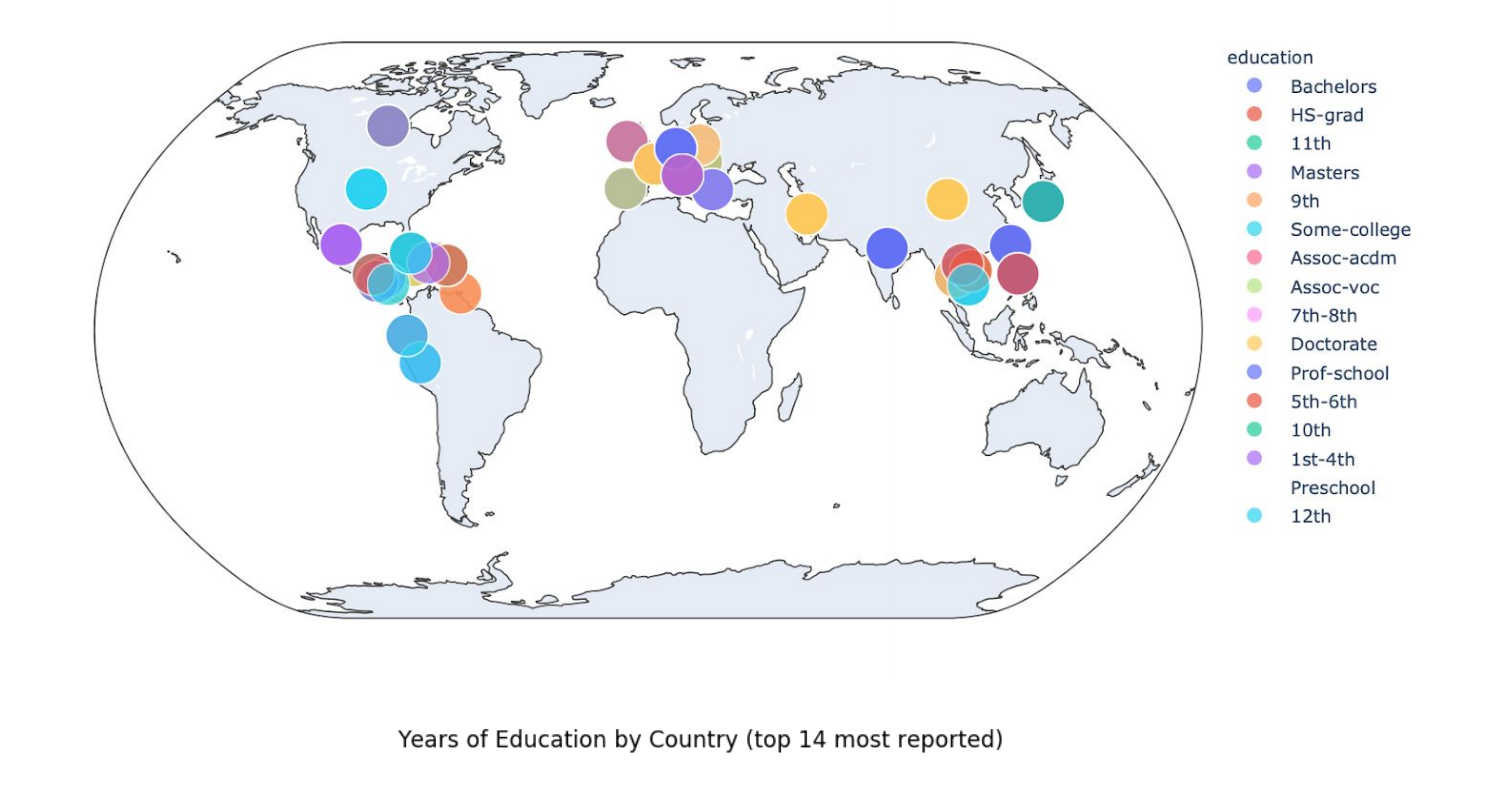 education
Bachelors
HS-grad
11th
Masters
9th
Some-college
Assoc-acdm
Assoc-voc
7th-8th
Doctorate
Prof-school
5th-6th
10th
1st-4th
Preschool
12th
Years of Education by Country (top 14 most reported)